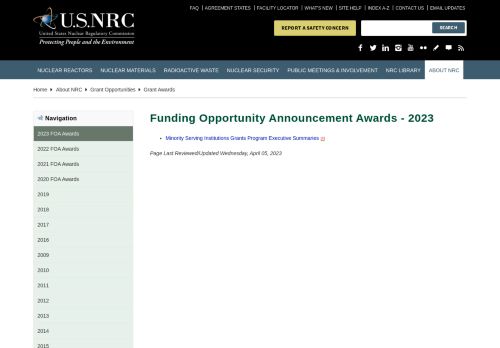 FAQ | AGREEMENT STATES | FACILITY LOCATOR | WHAT'S NEW | SITE HELP | INDEX A-Z | CONTACT US | EMAIL UPDATES
U.S.NRC
United States Nuclear Regulatory Commission
Protecting People and the Environment
REPORT A SAFETY CONCERN
SEARCH
NUCLEAR REACTORS NUCLEAR MATERIALS RADIOACTIVE WASTE NUCLEAR SECURITY PUBLIC MEETINGS & INVOLVEMENT NRC LIBRARY ABOUT NRC
Home About NRC Grant Opportunities Grant Awards
Navigation
2023 FOA Awards
2022 FOA Awards
2021 FOA Awards
2020 FOA Awards
2019
2018
2017
2016
2009
2010
2011
2012
2013
2014
2015
Funding Opportunity Announcement Awards - 2023
Minority Serving Institutions Grants Program Executive Summaries
Page Last Reviewed/Updated Wednesday, April 05, 2023